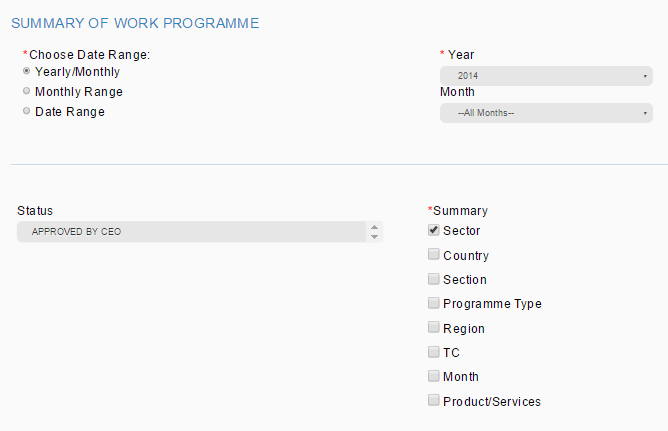 SUMMARY OF WORK PROGRAMME
*Choose Date Range:
Yearly/Monthly
Monthly Range
Date Range
* Year
2014
Month
--All Months--
Status
APPROVED BY CEO
*Summary
Sector
Country
Section
Programme Type
Region
TC
Month
Product/Services